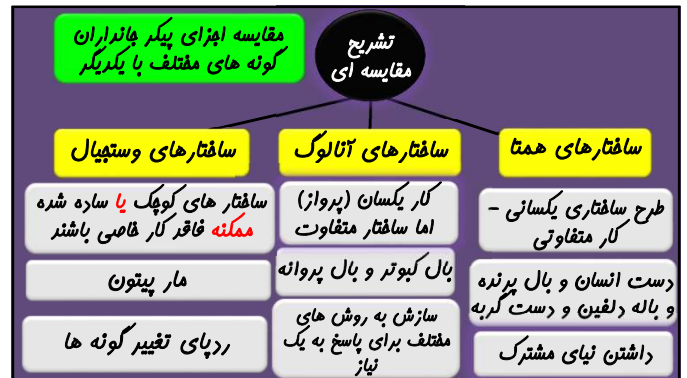 تشریح
مقایسه ای
مقایسه اجزای پیکر جانداران
گونه های مختلف با یکدیگر
ساختارهای همتا
طرح ساختاری یکسانی -
کار متفاوتی
دست انسان و بال پرنده
و باله دلفین و دست گربه
داشتن نیای مشترک
ساختارهای آنالوگ
کار یکسان (پرواز)
اما ساختار متفاوت
بال کبوتر و بال پروانه
سازش به روش های
مختلف برای پاسخ به یک
نیاز
ساختارهای وستجیال
ساختار های کوچک یا ساده شده
ممکنه فاقد کار خاصی باشند
مار پیتون
ردپای تغییر گونه ها